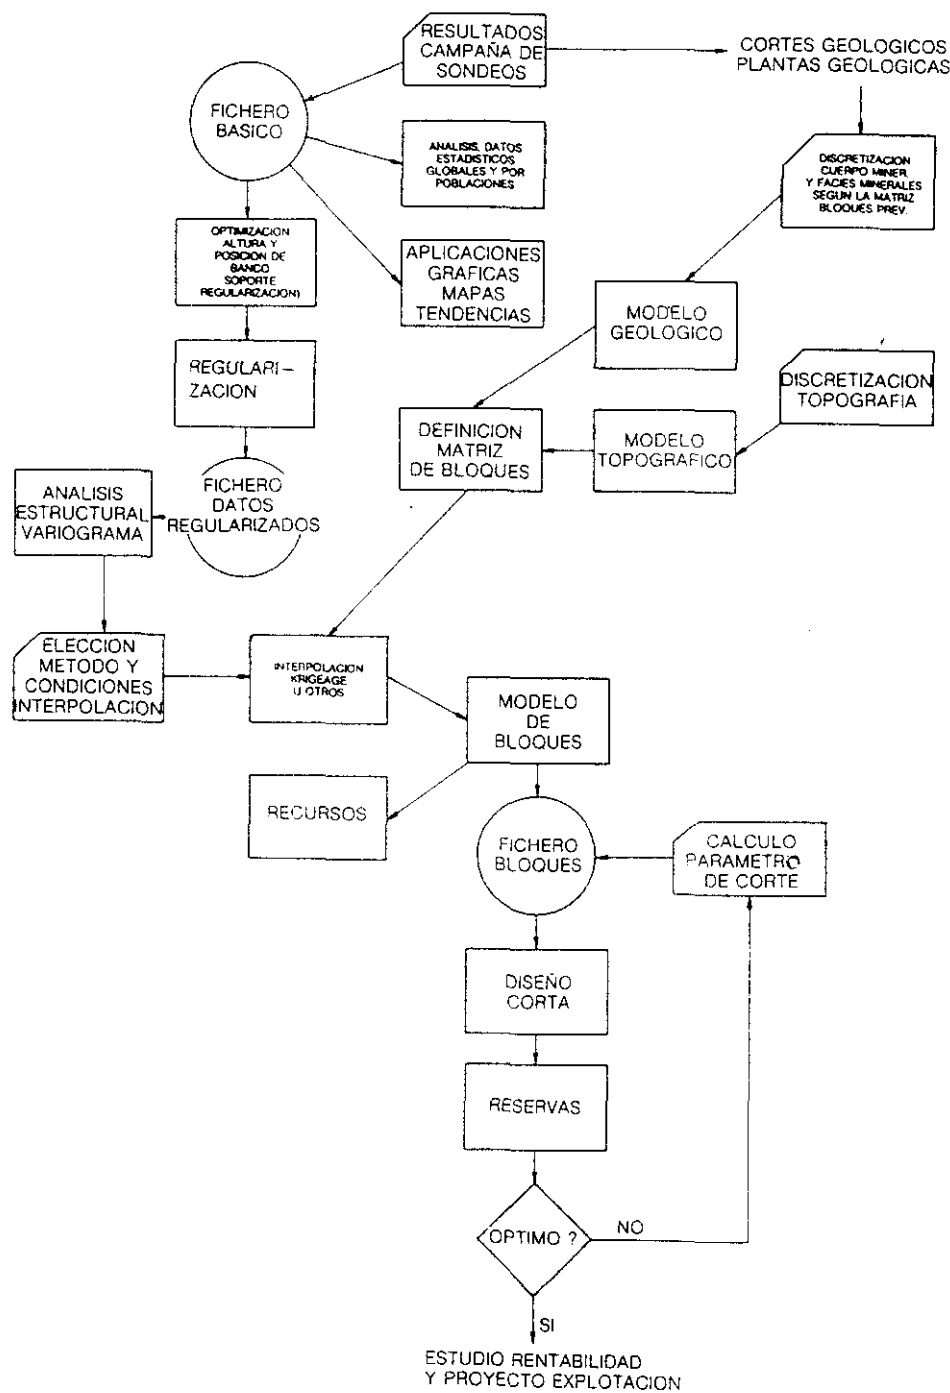 RESULTADOS
CAMPAÑA DE
SONDEOS
CORTES GEOLOGICOS
PLANTAS GEOLOGICAS
FICHERO
BASICO
ANALISIS, DATOS
ESTADISTICOS
GLOBALES Y POR
POBLACIONES
DISCRETIZACION
CUERPO MINER.
Y FACIES MINERALES
SEGUN LA MATRIZ
BLOQUES PREV.
OPTIMIZACION
ALTURA Y
POSICION DE
BANCO
SOPORTE
REGULARIZACION)
APLICACIONES
GRAFICAS
MAPAS
TENDENCIAS
MODELO
GEOLOGICO
REGULARI-
ZACION
DISCRETIZACION
TOPOGRAFIA
DEFINICION
MATRIZ
DE BLOQUES
MODELO
TOPOGRAFICO
FICHERO
DATOS
REGULARIZADOS
ANALISIS
ESTRUCTURAL
VARIOGRAMA
ELECCION
METODO Y
CONDICIONES
INTERPOLACION
INTERPOLACION
KRIGEAGE
U OTROS
MODELO
DE
BLOQUES
RECURSOS
FICHERO
BLOQUES
CALCULO
PARAMETRO
DE CORTE
DISEÑO
CORTA
RESERVAS
OPTIMO ?
NO
SI
ESTUDIO RENTABILIDAD
Y PROYECTO EXPLOTACION